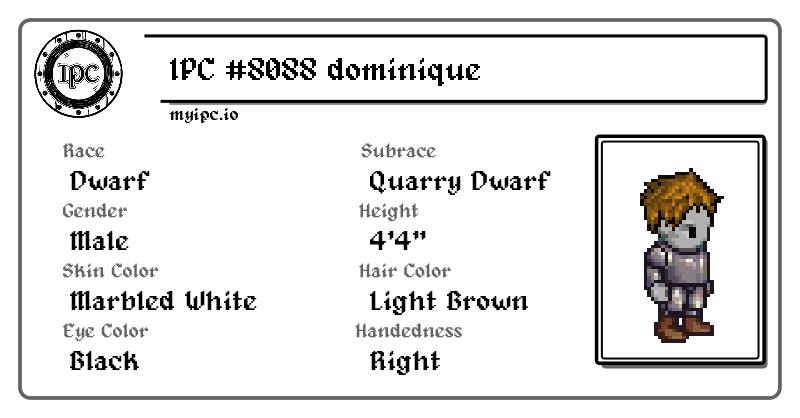 IPC
IPC #8088 dominique
myipc.io
Race
Dwarf
Subrace
Quarry Dwarf
Gender
Male
Height
4'4"
Skin Color
Marbled White
Hair Color
Light Brown
Eye Color
Black
Handedness
Right